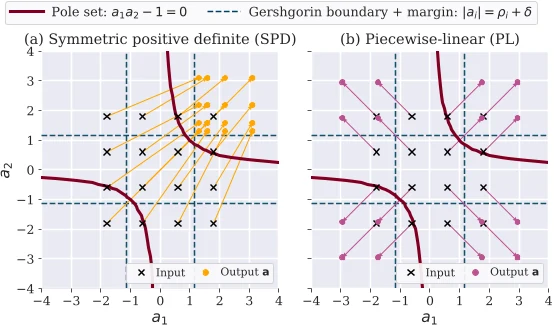 Pole set: a₁a₂ − 1 = 0 Gershgorin boundary + margin: |aᵢ| = ρᵢ + δ
(a) Symmetric positive definite (SPD) (b) Piecewise-linear (PL)
4
3
2
1
0
−1
−2
−3
−4
a₂
Input Output a
Input Output a
−4 −3 −2 −1 0 1 2 3 4
−4 −3 −2 −1 0 1 2 3 4
a₁ a₁